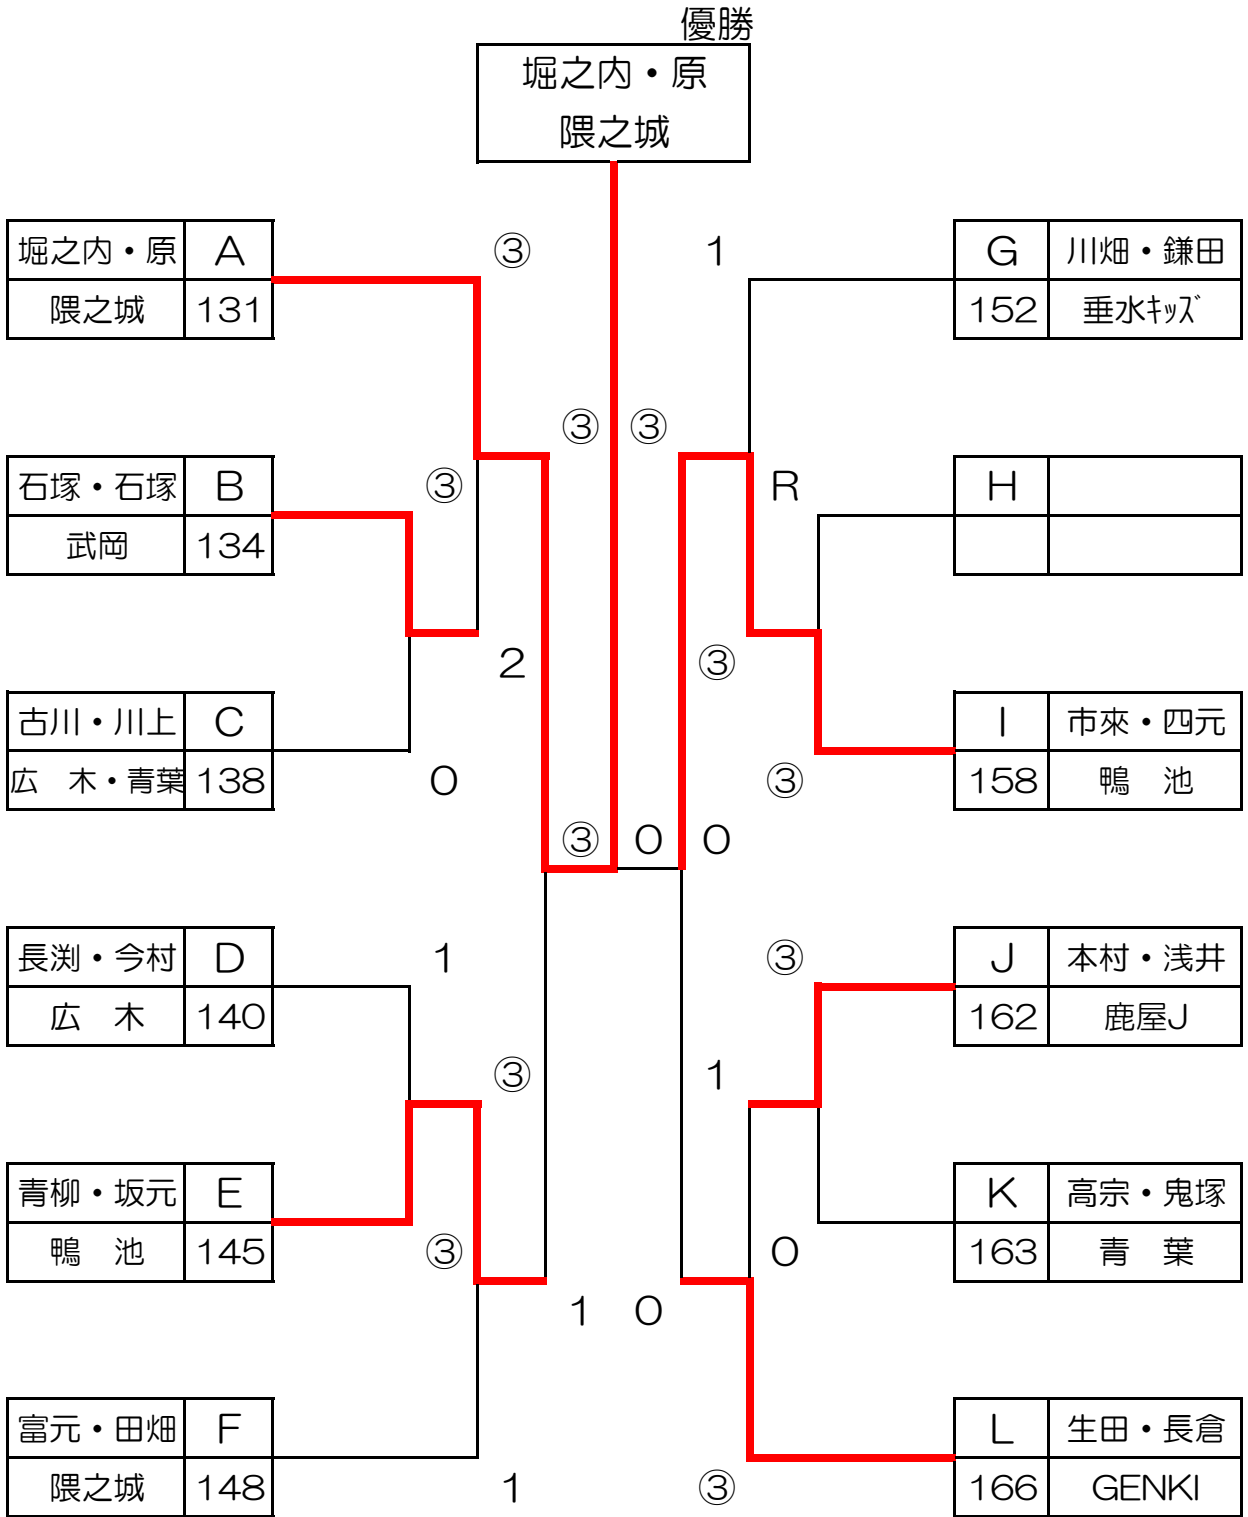 優勝
堀之内・原
隈之城
堀之内・原 A
隈之城 131
③
1
G 川畑・鎌田
152 垂水ｷｯｽﾞ
③ ③
石塚・石塚 B
武岡 134
③
R
H
2
③
古川・川上 C
広　木・青葉 138
0
③
I 市來・四元
158 鴨　池
③ 0 0
長渕・今村 D
広　木 140
1
③
J 本村・浅井
162 鹿屋J
③
1
青柳・坂元 E
鴨　池 145
③
0
K 高宗・鬼塚
163 青　葉
1 0
富元・田畑 F
隈之城 148
1
③
L 生田・長倉
166 GENKI